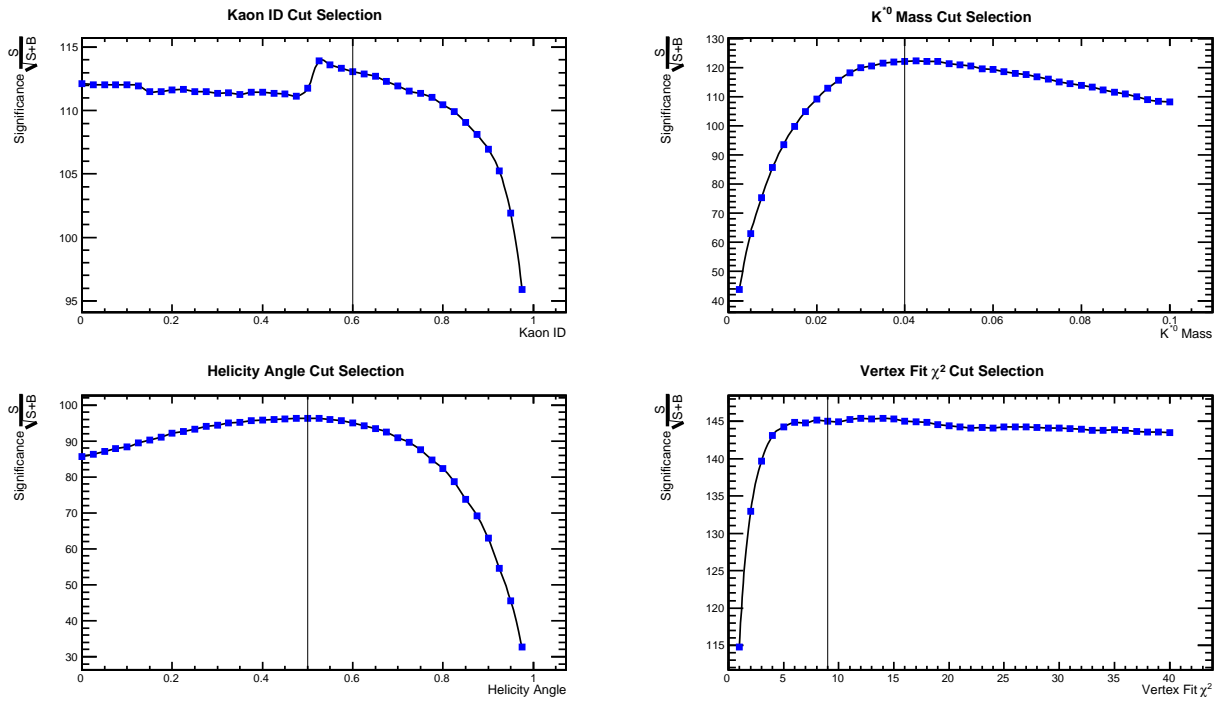 Kaon ID Cut Selection
Significance S/√S+B
115
110
105
100
95
0 0.2 0.4 0.6 0.8 1
Kaon ID
K*0 Mass Cut Selection
Significance S/√S+B
130
120
110
100
90
80
70
60
50
40
0 0.02 0.04 0.06 0.08 0.1
K*0 Mass
Helicity Angle Cut Selection
Significance S/√S+B
100
90
80
70
60
50
40
30
0 0.2 0.4 0.6 0.8 1
Helicity Angle
Vertex Fit χ² Cut Selection
Significance S/√S+B
145
140
135
130
125
120
115
0 5 10 15 20 25 30 35 40
Vertex Fit χ²